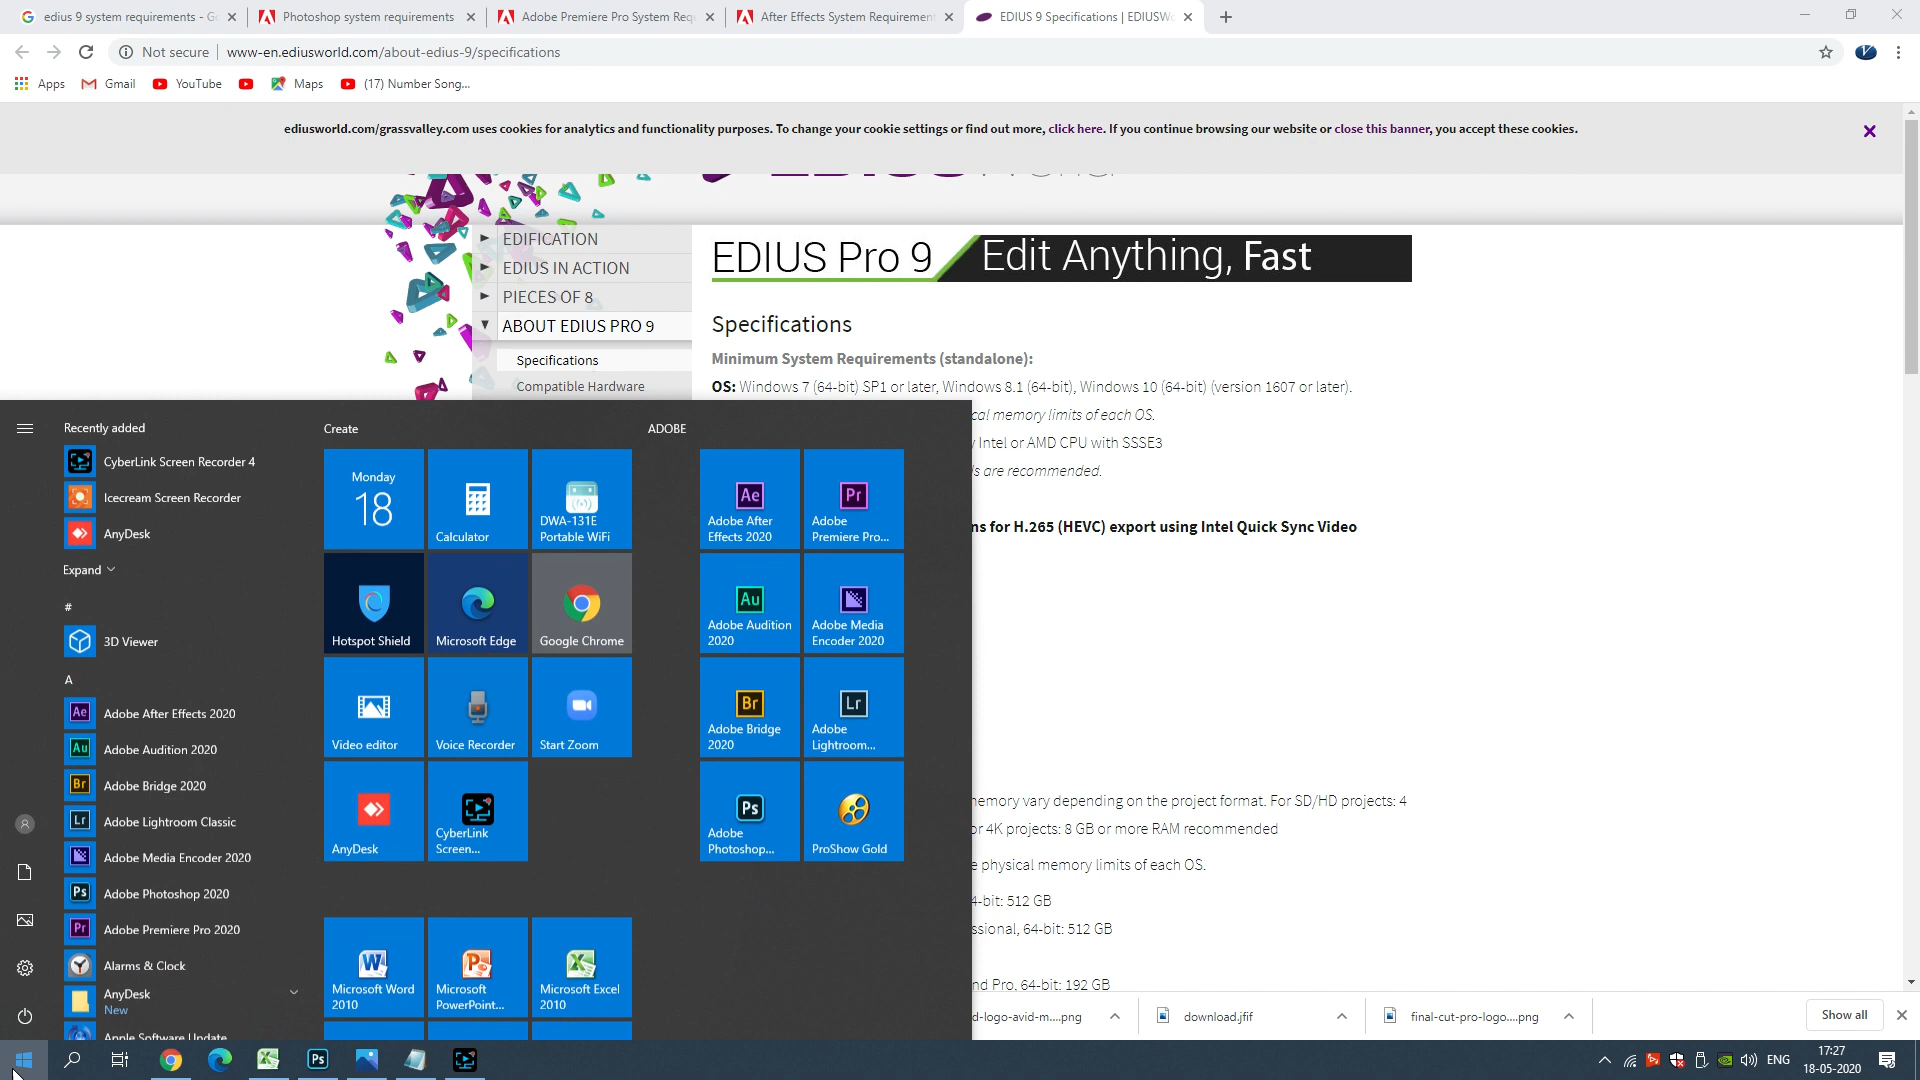 edius 9 system requirements - G
Photoshop system requirements
Adobe Premiere Pro System Req
After Effects System Requiremen
EDIUS 9 Specifications | EDIUSW
Not secure
www-en.ediusworld.com/about-edius-9/specifications
Apps
Gmail
YouTube
Maps
(17) Number Song...
ediusworld.com/grassvalley.com uses cookies for analytics and functionality purposes. To change your cookie settings or find out more, click here. If you continue browsing our website or close this banner, you accept these cookies.
EDIFICATION
EDIUS IN ACTION
PIECES OF 8
ABOUT EDIUS PRO 9
Specifications
Compatible Hardware
EDIUS Pro 9 Edit Anything, Fast
Specifications
Minimum System Requirements (standalone):
OS: Windows 7 (64-bit) SP1 or later, Windows 8.1 (64-bit), Windows 10 (64-bit) (version 1607 or later).
cal memory limits of each OS.
Intel or AMD CPU with SSSE3
s are recommended.
ns for H.265 (HEVC) export using Intel Quick Sync Video
memory vary depending on the project format. For SD/HD projects: 4
or 4K projects: 8 GB or more RAM recommended
e physical memory limits of each OS.
4-bit: 512 GB
ssional, 64-bit: 512 GB
nd Pro, 64-bit: 192 GB
Recently added
CyberLink Screen Recorder 4
Icecream Screen Recorder
AnyDesk
Expand
#
3D Viewer
A
Adobe After Effects 2020
Adobe Audition 2020
Adobe Bridge 2020
Adobe Lightroom Classic
Adobe Media Encoder 2020
Adobe Photoshop 2020
Adobe Premiere Pro 2020
Alarms & Clock
AnyDesk
New
Apple Software Update
Create
Monday
18
Calculator
DWA-131E
Portable WiFi
Hotspot Shield
Microsoft Edge
Google Chrome
Video editor
Voice Recorder
Start Zoom
AnyDesk
CyberLink
Screen...
Microsoft Word
2010
Microsoft
PowerPoint...
Microsoft Excel
2010
ADOBE
Adobe After
Effects 2020
Adobe
Premiere Pro...
Adobe Audition
2020
Adobe Media
Encoder 2020
Adobe Bridge
2020
Adobe
Lightroom...
Adobe
Photoshop...
ProShow Gold
d-logo-avid-m....png
download.jfif
final-cut-pro-logo....png
Show all
ENG
17:27
18-05-2020